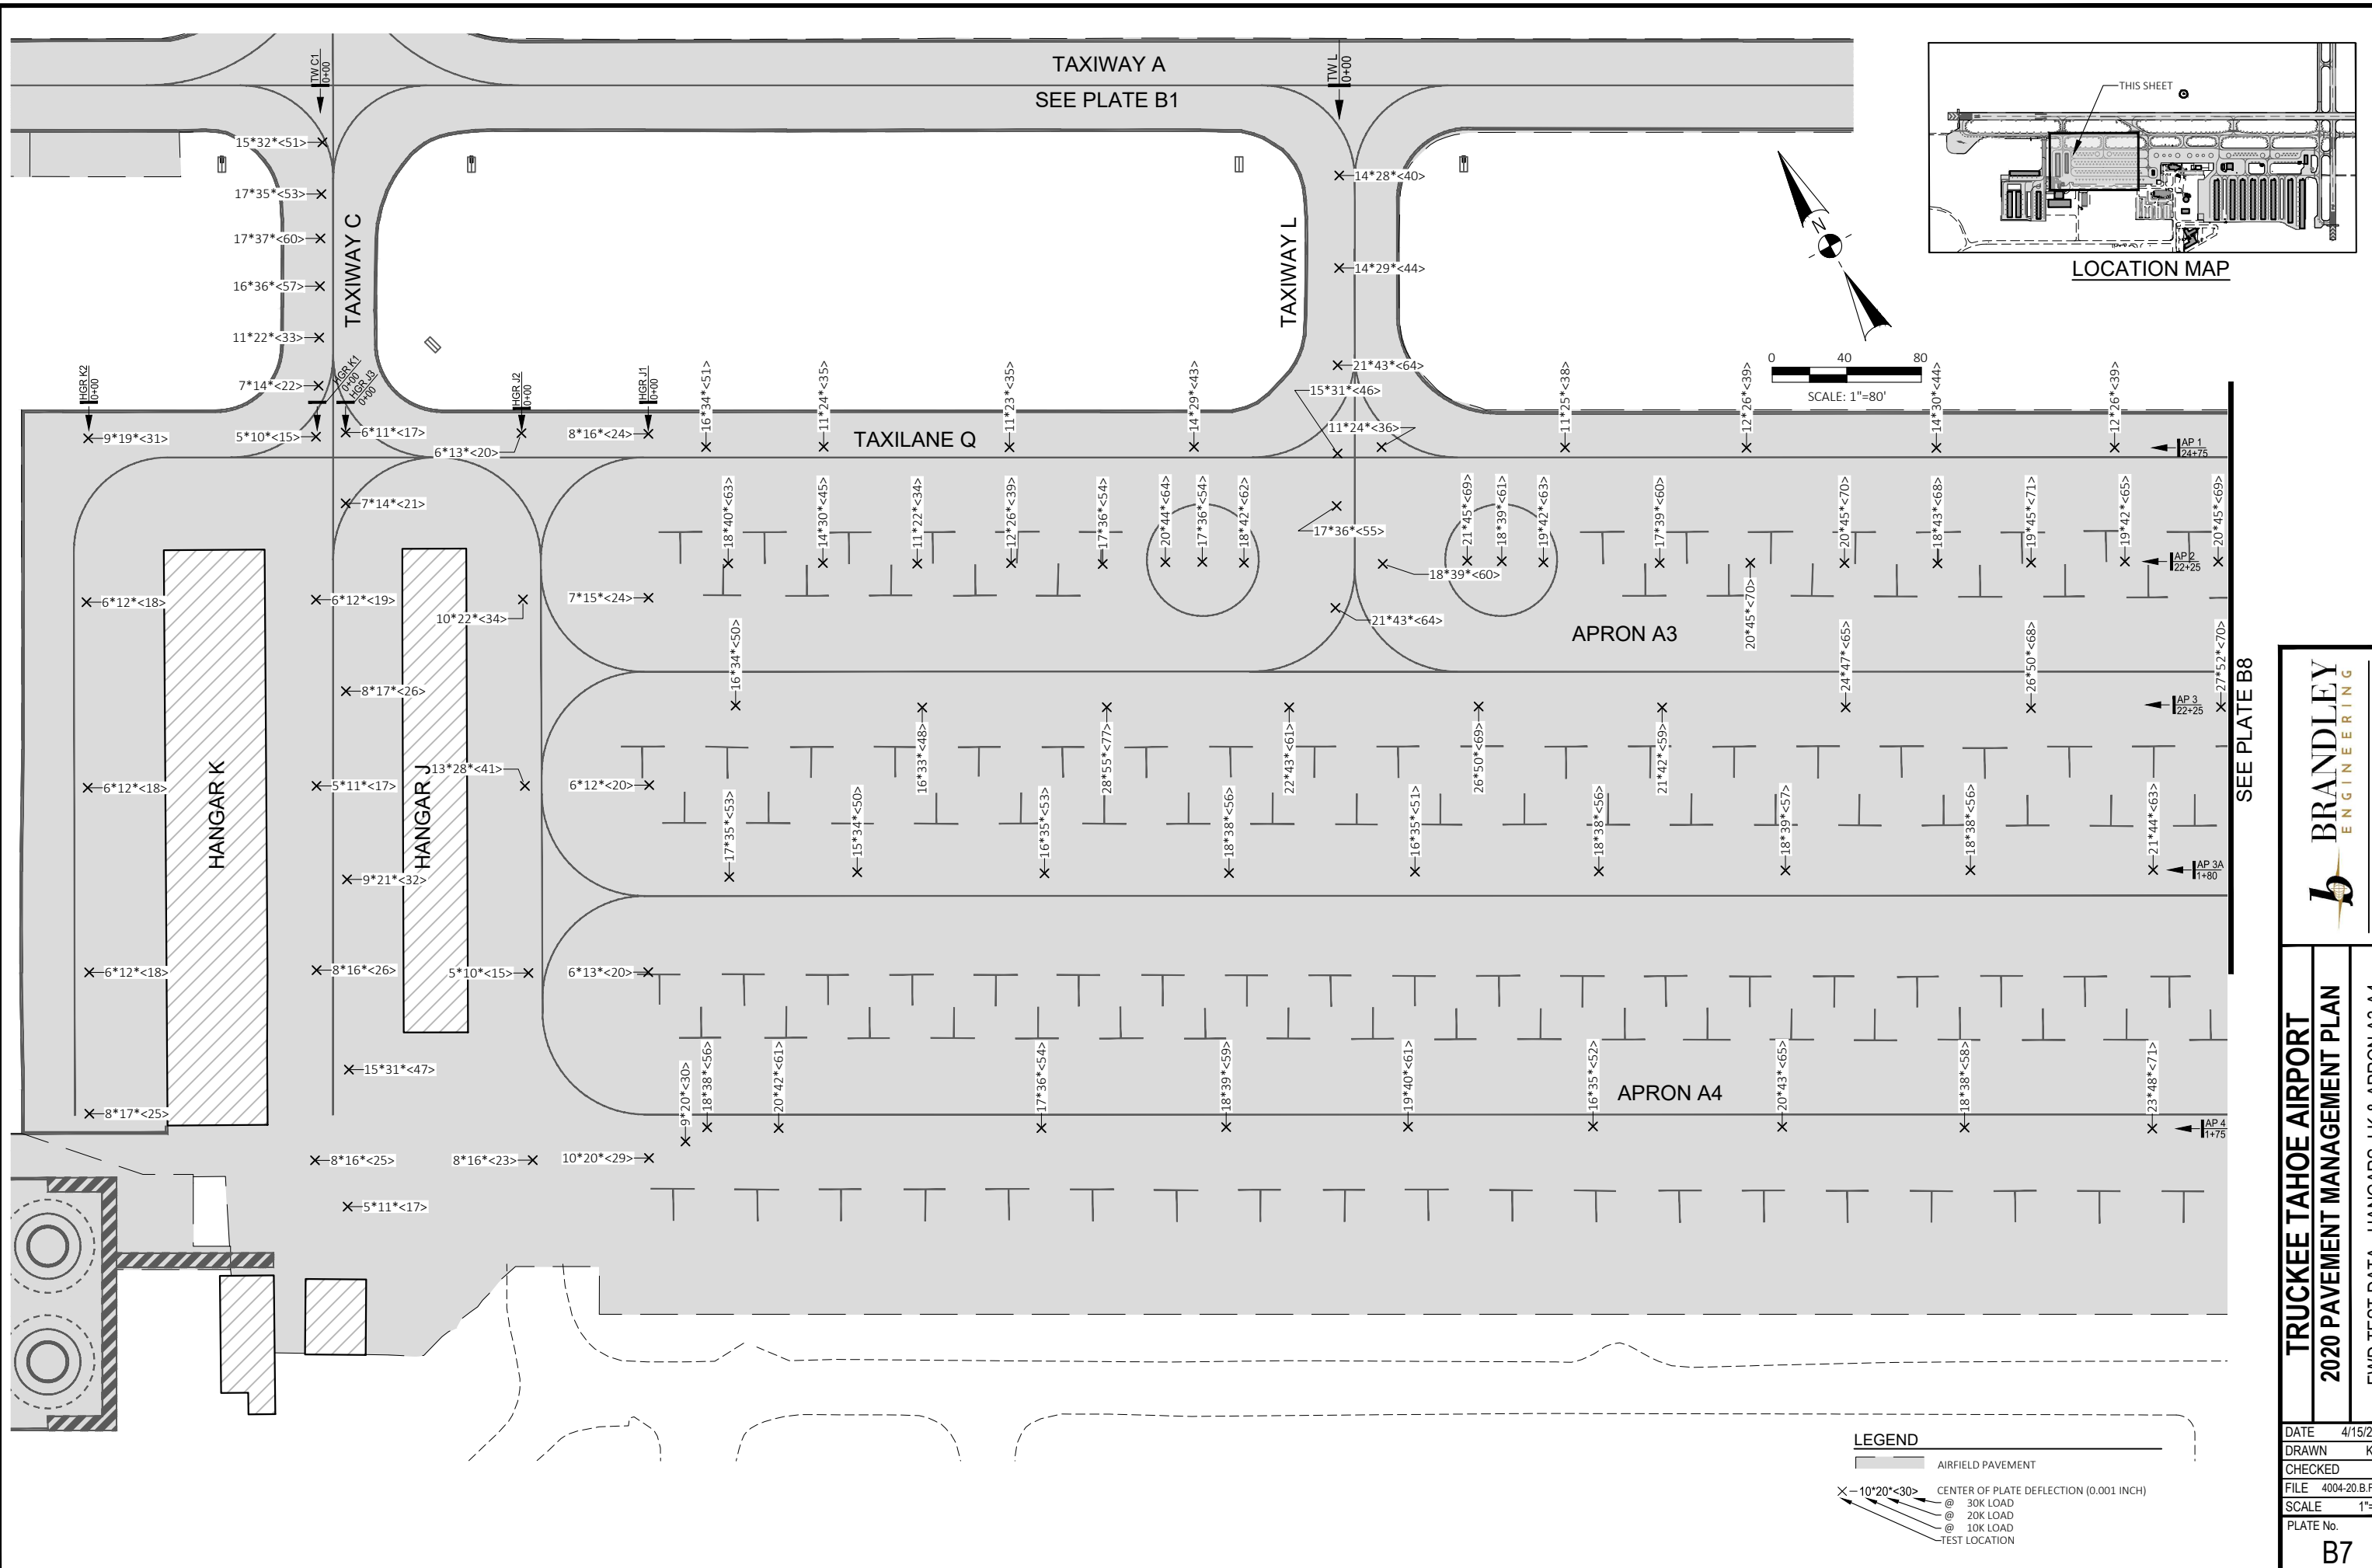 TAXIWAY A
SEE PLATE B1
TW C1
0+00
TW L
0+00
THIS SHEET
LOCATION MAP
N
0 40 80
SCALE: 1"=80'
15*32*<51>
17*35*<53>
17*37*<60>
16*36*<57>
11*22*<33>
7*14*<22>
TAXIWAY C
TAXIWAY L
14*28*<40>
14*29*<44>
21*43*<64>
15*31*<46>
11*24*<36>
HGR K2
0+00
HGR K1
0+00
HGR J3
0+00
HGR J2
0+00
HGR J1
0+00
9*19*<31>
5*10*<15>
6*11*<17>
6*13*<20>
8*16*<24>
16*34*<51>
11*24*<35>
TAXILANE Q
11*23*<35>
14*29*<43>
11*25*<38>
12*26*<39>
14*30*<44>
12*26*<39>
AP 1
24+75
7*14*<21>
18*40*<63>
14*30*<45>
11*22*<34>
12*26*<39>
17*36*<54>
20*44*<64>
17*36*<54>
18*42*<62>
17*36*<55>
18*39*<60>
21*45*<69>
18*39*<61>
19*42*<63>
17*39*<60>
20*45*<70>
20*45*<70>
18*43*<68>
19*45*<71>
19*42*<65>
20*45*<69>
AP 2
22+25
6*12*<18>
6*12*<19>
10*22*<34>
7*15*<24>
21*43*<64>
APRON A3
8*17*<26>
16*34*<50>
16*33*<48>
28*55*<77>
22*43*<61>
26*50*<69>
21*42*<59>
24*47*<65>
26*50*<68>
27*52*<70>
AP 3
22+25
SEE PLATE B8
HANGAR K
HANGAR J
6*12*<18>
5*11*<17>
13*28*<41>
6*12*<20>
9*21*<32>
17*35*<53>
15*34*<50>
16*35*<53>
18*38*<56>
16*35*<51>
18*38*<56>
18*39*<57>
18*38*<56>
21*44*<63>
AP 3A
1+80
6*12*<18>
8*16*<26>
5*10*<15>
6*13*<20>
15*31*<47>
8*17*<25>
9*20*<30>
18*38*<56>
20*42*<61>
17*36*<54>
18*39*<59>
19*40*<61>
16*35*<52>
APRON A4
20*43*<65>
18*38*<58>
23*48*<71>
AP 4
1+75
8*16*<25>
8*16*<23>
10*20*<29>
5*11*<17>
LEGEND
AIRFIELD PAVEMENT
10*20*<30> CENTER OF PLATE DEFLECTION (0.001 INCH)
@ 30K LOAD
@ 20K LOAD
@ 10K LOAD
TEST LOCATION
b BRANDLEY
ENGINEERING
TRUCKEE TAHOE AIRPORT
2020 PAVEMENT MANAGEMENT PLAN
DATE 4/15/2
DRAWN K
CHECKED
FILE 4004-20.B.
SCALE 1"=
PLATE No.
B7